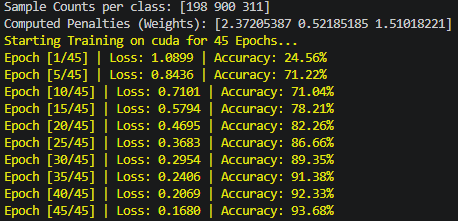 Sample Counts per class: [198 900 311]
Computed Penalties (Weights): [2.37205387 0.52185185 1.51018221]
Starting Training on cuda for 45 Epochs...
Epoch [1/45] | Loss: 1.0899 | Accuracy: 24.56%
Epoch [5/45] | Loss: 0.8436 | Accuracy: 71.22%
Epoch [10/45] | Loss: 0.7101 | Accuracy: 71.04%
Epoch [15/45] | Loss: 0.5794 | Accuracy: 78.21%
Epoch [20/45] | Loss: 0.4695 | Accuracy: 82.26%
Epoch [25/45] | Loss: 0.3683 | Accuracy: 86.66%
Epoch [30/45] | Loss: 0.2954 | Accuracy: 89.35%
Epoch [35/45] | Loss: 0.2406 | Accuracy: 91.38%
Epoch [40/45] | Loss: 0.2069 | Accuracy: 92.33%
Epoch [45/45] | Loss: 0.1680 | Accuracy: 93.68%